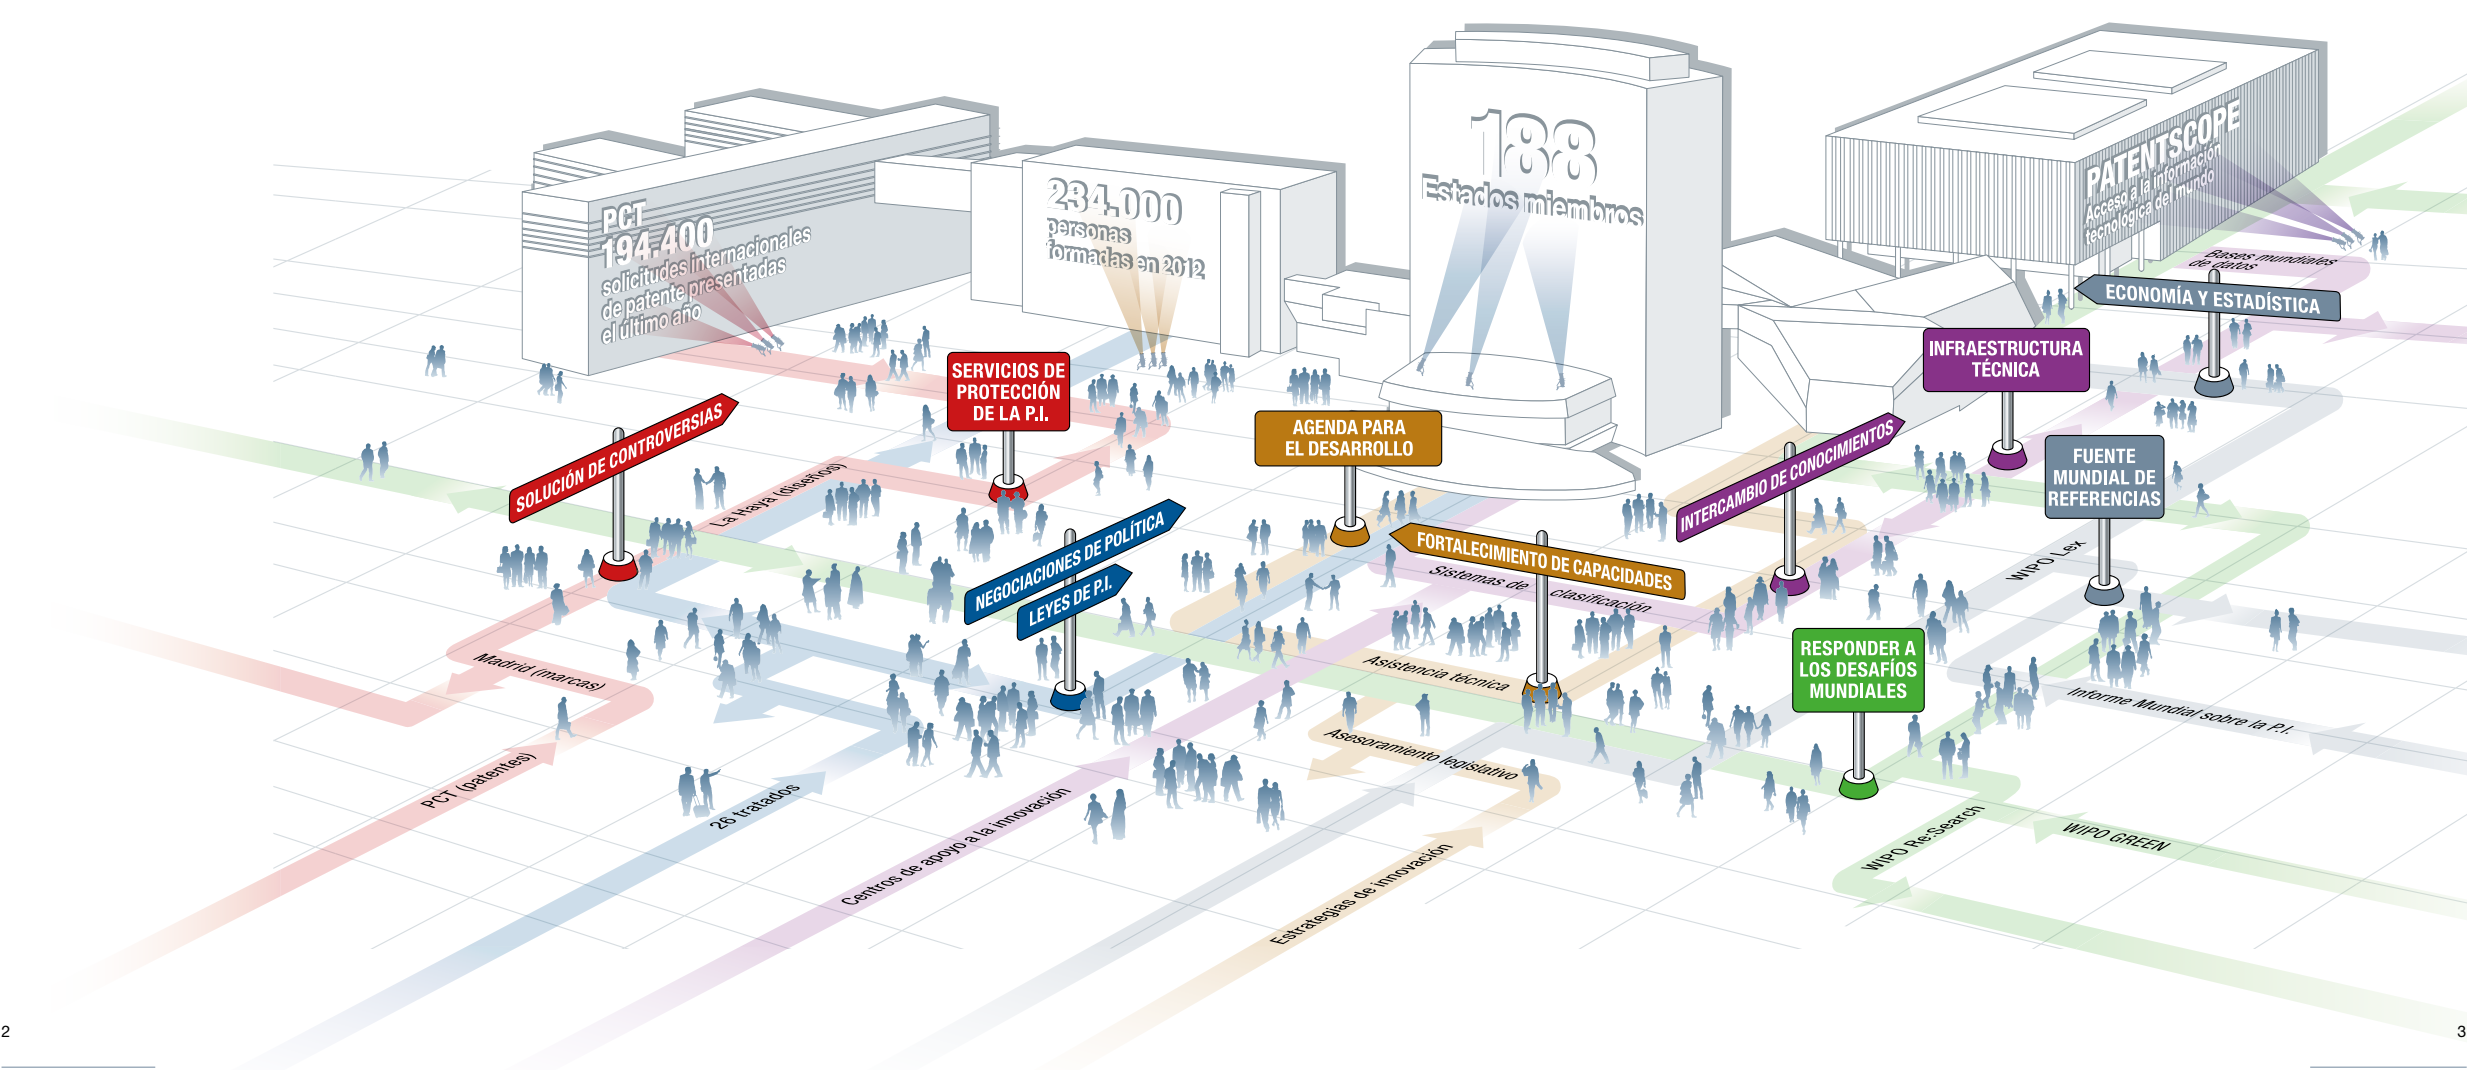 PCT
194.400
solicitudes internacionales
de patente presentadas
el último año
234.000
personas
formadas en 2012
188
Estados miembros
PATENTSCOPE
Acceso a la información
tecnológica del mundo
Bases mundiales
de datos
ECONOMÍA Y ESTADÍSTICA
INFRAESTRUCTURA
TÉCNICA
SERVICIOS DE
PROTECCIÓN
DE LA P.I.
SOLUCIÓN DE CONTROVERSIAS
AGENDA PARA
EL DESARROLLO
INTERCAMBIO DE CONOCIMIENTOS
FUENTE
MUNDIAL DE
REFERENCIAS
La Haya (diseños)
NEGOCIACIONES DE POLÍTICA
LEYES DE P.I.
FORTALECIMIENTO DE CAPACIDADES
Sistemas de clasificación
WIPO Lex
RESPONDER A
LOS DESAFÍOS
MUNDIALES
Madrid (marcas)
Asistencia técnica
Informe Mundial sobre la P.I.
PCT (patentes)
26 tratados
Asesoramiento legislativo
Centros de apoyo a la innovación
Estrategias de innovación
WIPO Re:Search
WIPO GREEN
2
3